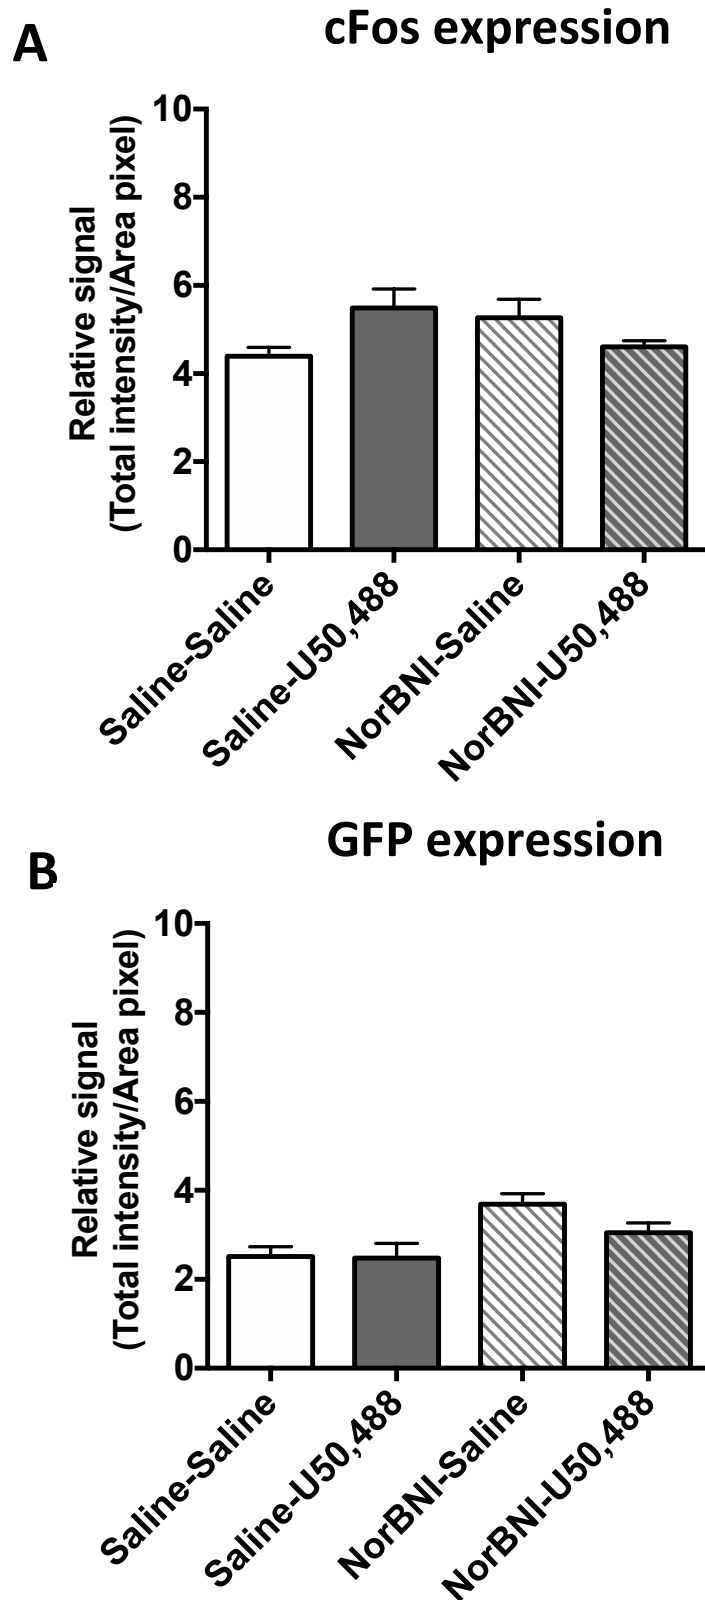 A
cFos expression
Relative signal
(Total intensity/Area pixel)
10
8
6
4
2
0
Saline-Saline
Saline-U50,488
NorBNI-Saline
NorBNI-U50,488
B
GFP expression
Relative signal
(Total intensity/Area pixel)
10
8
6
4
2
0
Saline-Saline
Saline-U50,488
NorBNI-Saline
NorBNI-U50,488